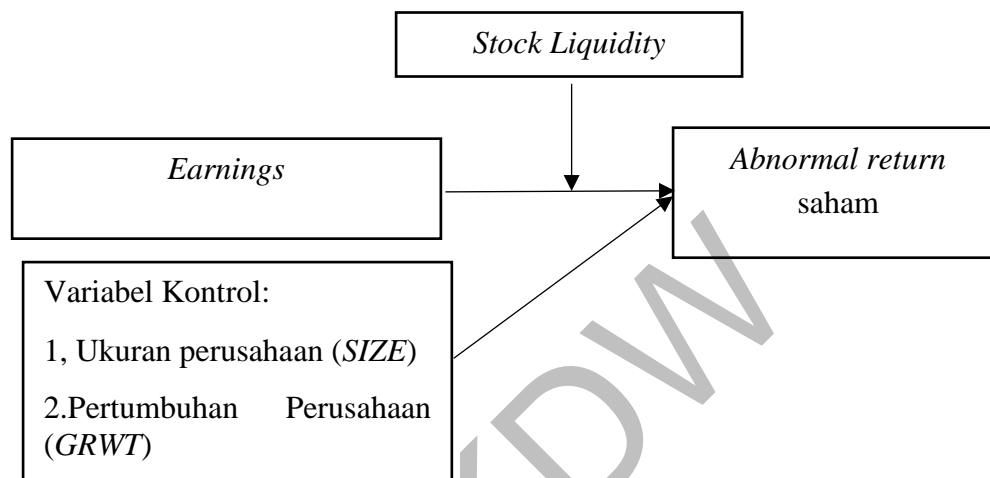 Stock Liquidity
Earnings
Abnormal return
saham
Variabel Kontrol:
1, Ukuran perusahaan (SIZE)
2.Pertumbuhan Perusahaan
(GRWT)